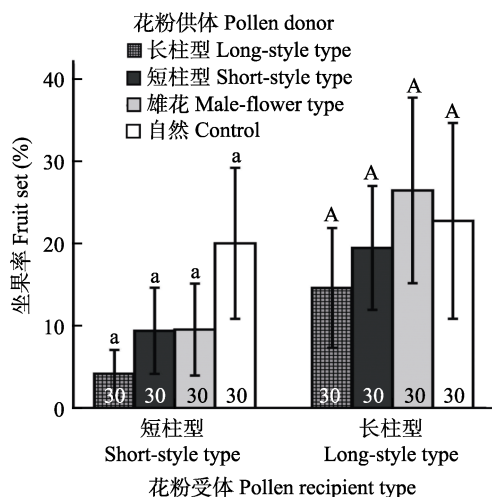 花粉供体 Pollen donor
长柱型 Long-style type
短柱型 Short-style type
雄花 Male-flower type
自然 Control
坐果率 Fruit set (%)
40
30
20
10
0
a a a a A A A A
30 30 30 30 30 30 30 30
短柱型 长柱型
Short-style type Long-style type
花粉受体 Pollen recipient type